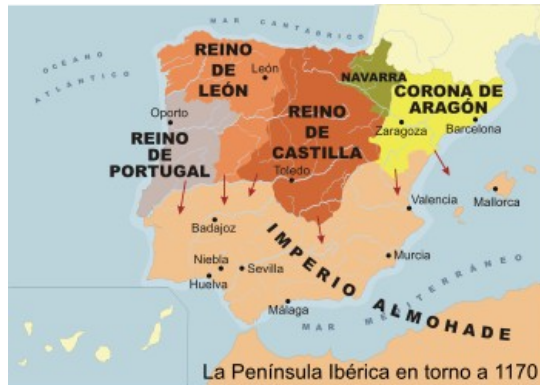 MAR CANTÁBRICO
OCÉANO
ATLÁNTICO
REINO
DE
LEÓN
León
NAVARRA
CORONA DE
ARAGÓN
Oporto
REINO
DE
PORTUGAL
REINO
DE
CASTILLA
Zaragoza
Barcelona
Toledo
Valencia
Mallorca
Badajoz
IMPERIO ALMOHADE
Murcia
Niebla
Sevilla
Huelva
Málaga
MAR MEDITERRÁNEO
La Península Ibérica en torno a 1170